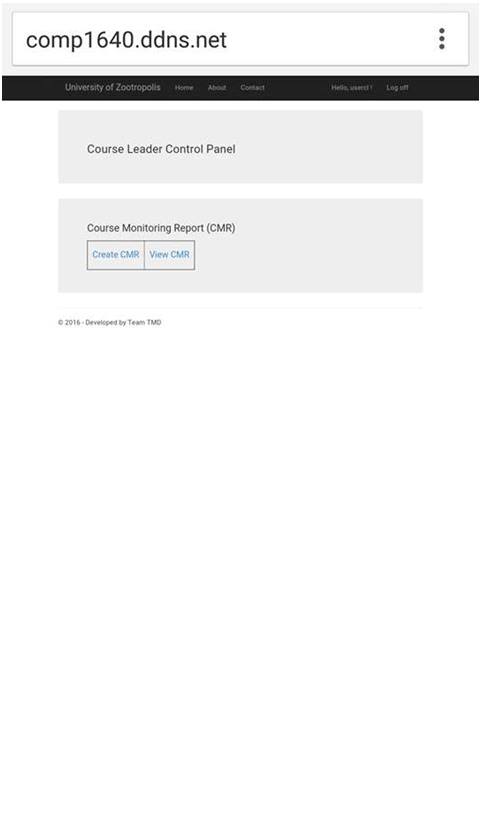 comp1640.ddns.net
University of Zootropolis Home About Contact Hello, usercl ! Log off
Course Leader Control Panel
Course Monitoring Report (CMR)
Create CMR View CMR
© 2016 - Developed by Team TMD